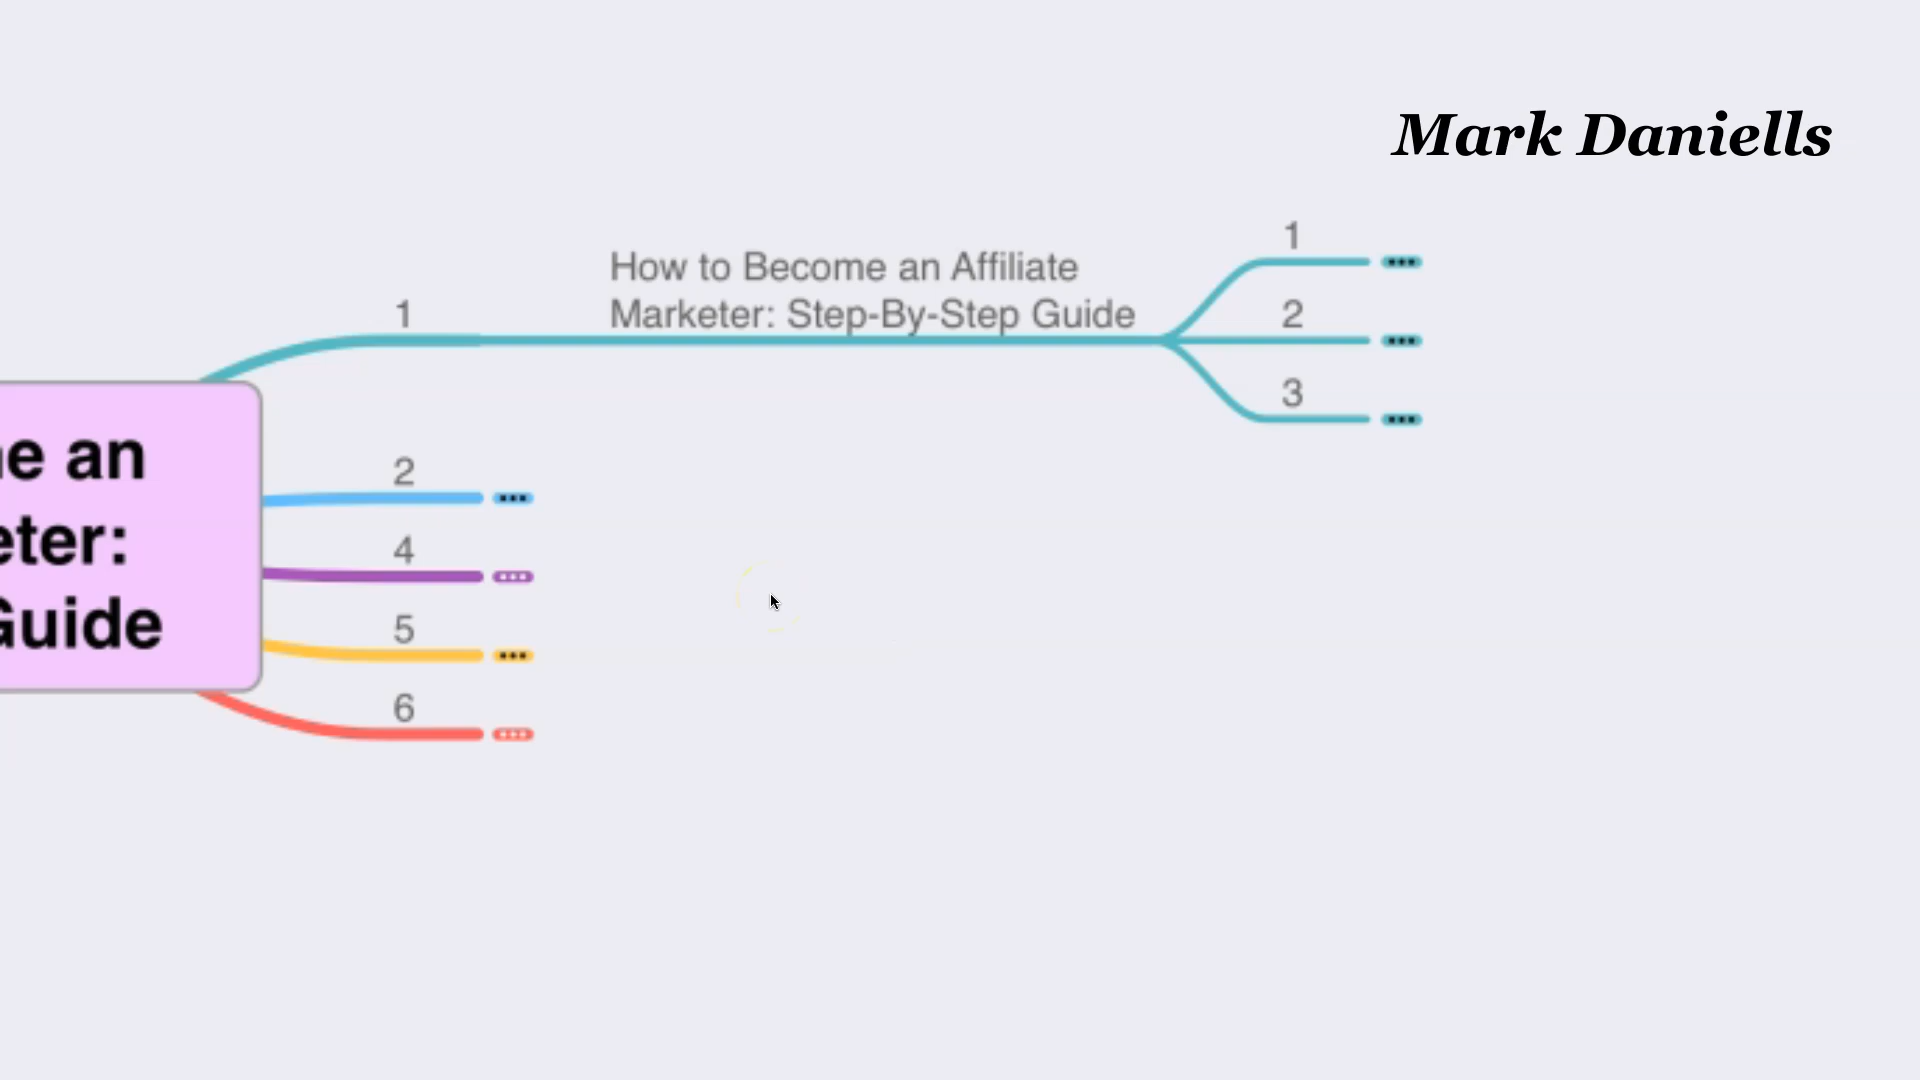 Mark Daniells
1
How to Become an Affiliate
Marketer: Step-By-Step Guide
1
2
3
2
4
5
6
ne an
eter:
Guide